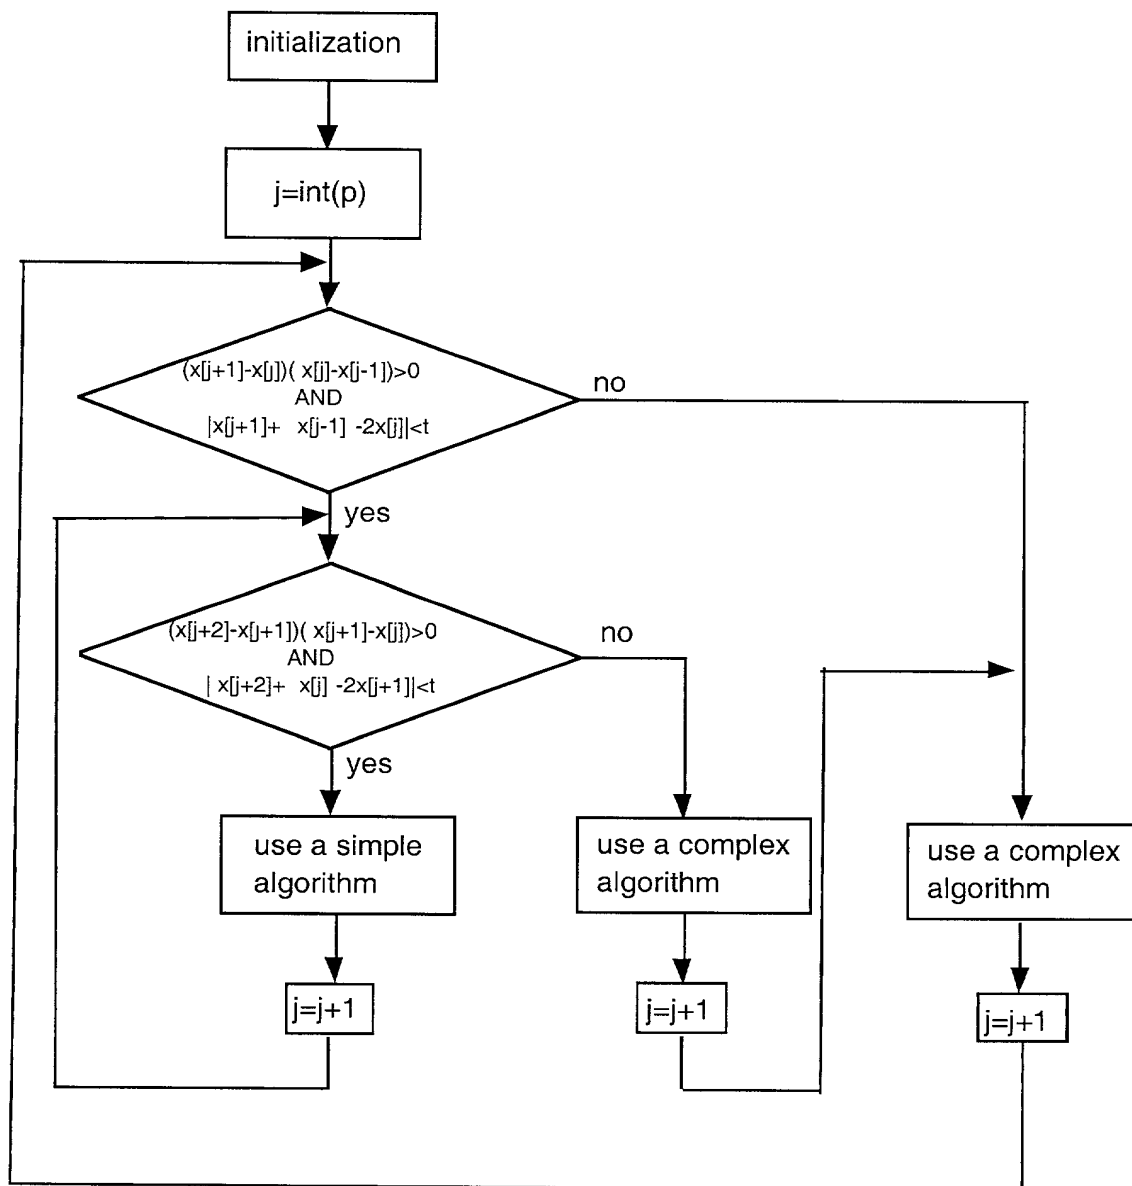 initialization
j=int(p)
(x[j+1]-x[j])( x[j]-x[j-1])>0
AND
|x[j+1]+ x[j-1] -2x[j]|<t
no
yes
(x[j+2]-x[j+1])( x[j+1]-x[j])>0
AND
| x[j+2]+ x[j] -2x[j+1]|<t
no
yes
use a simple
algorithm
use a complex
algorithm
use a complex
algorithm
j=j+1
j=j+1
j=j+1